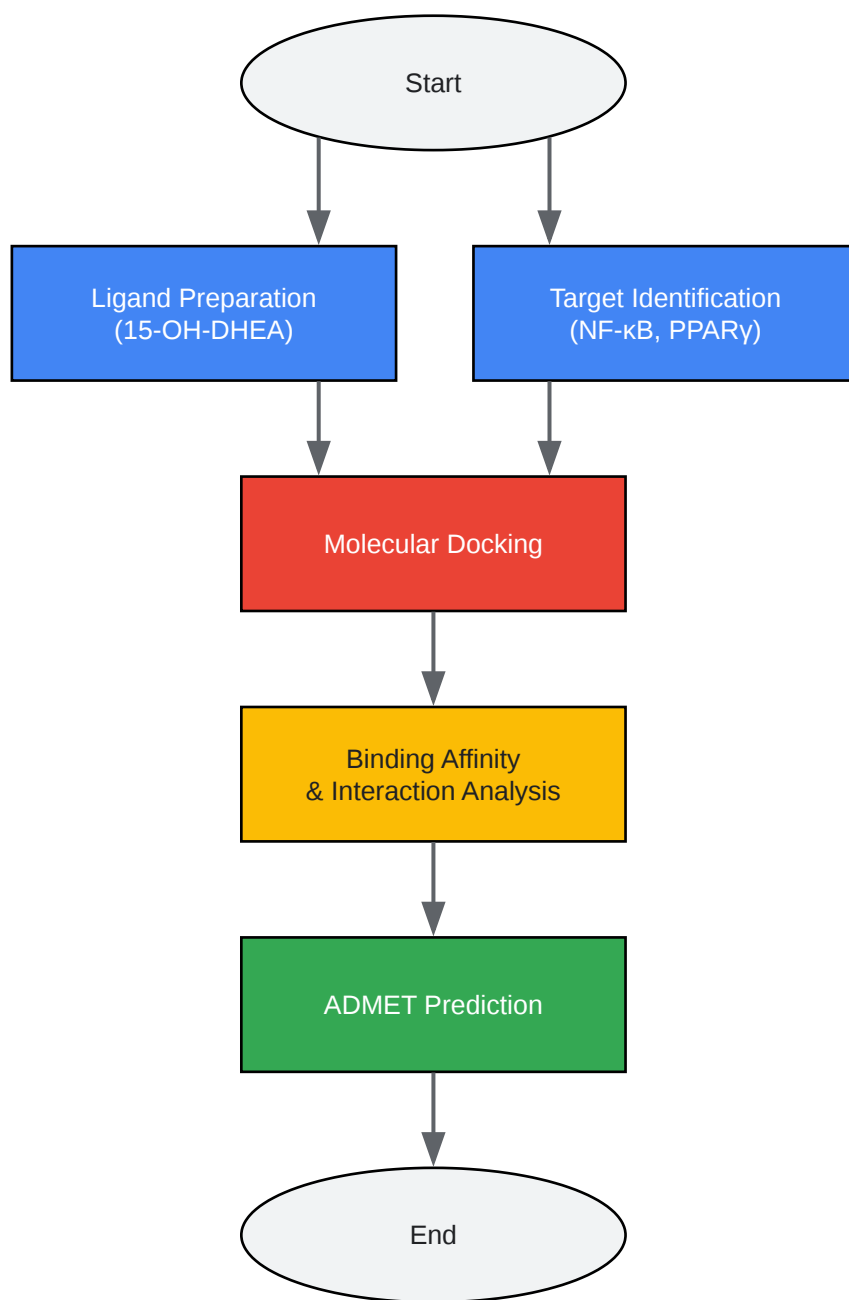 Start
Ligand Preparation
(15-OH-DHEA)
Target Identification
(NF-κB, PPARγ)
Molecular Docking
Binding Affinity
& Interaction Analysis
ADMET Prediction
End